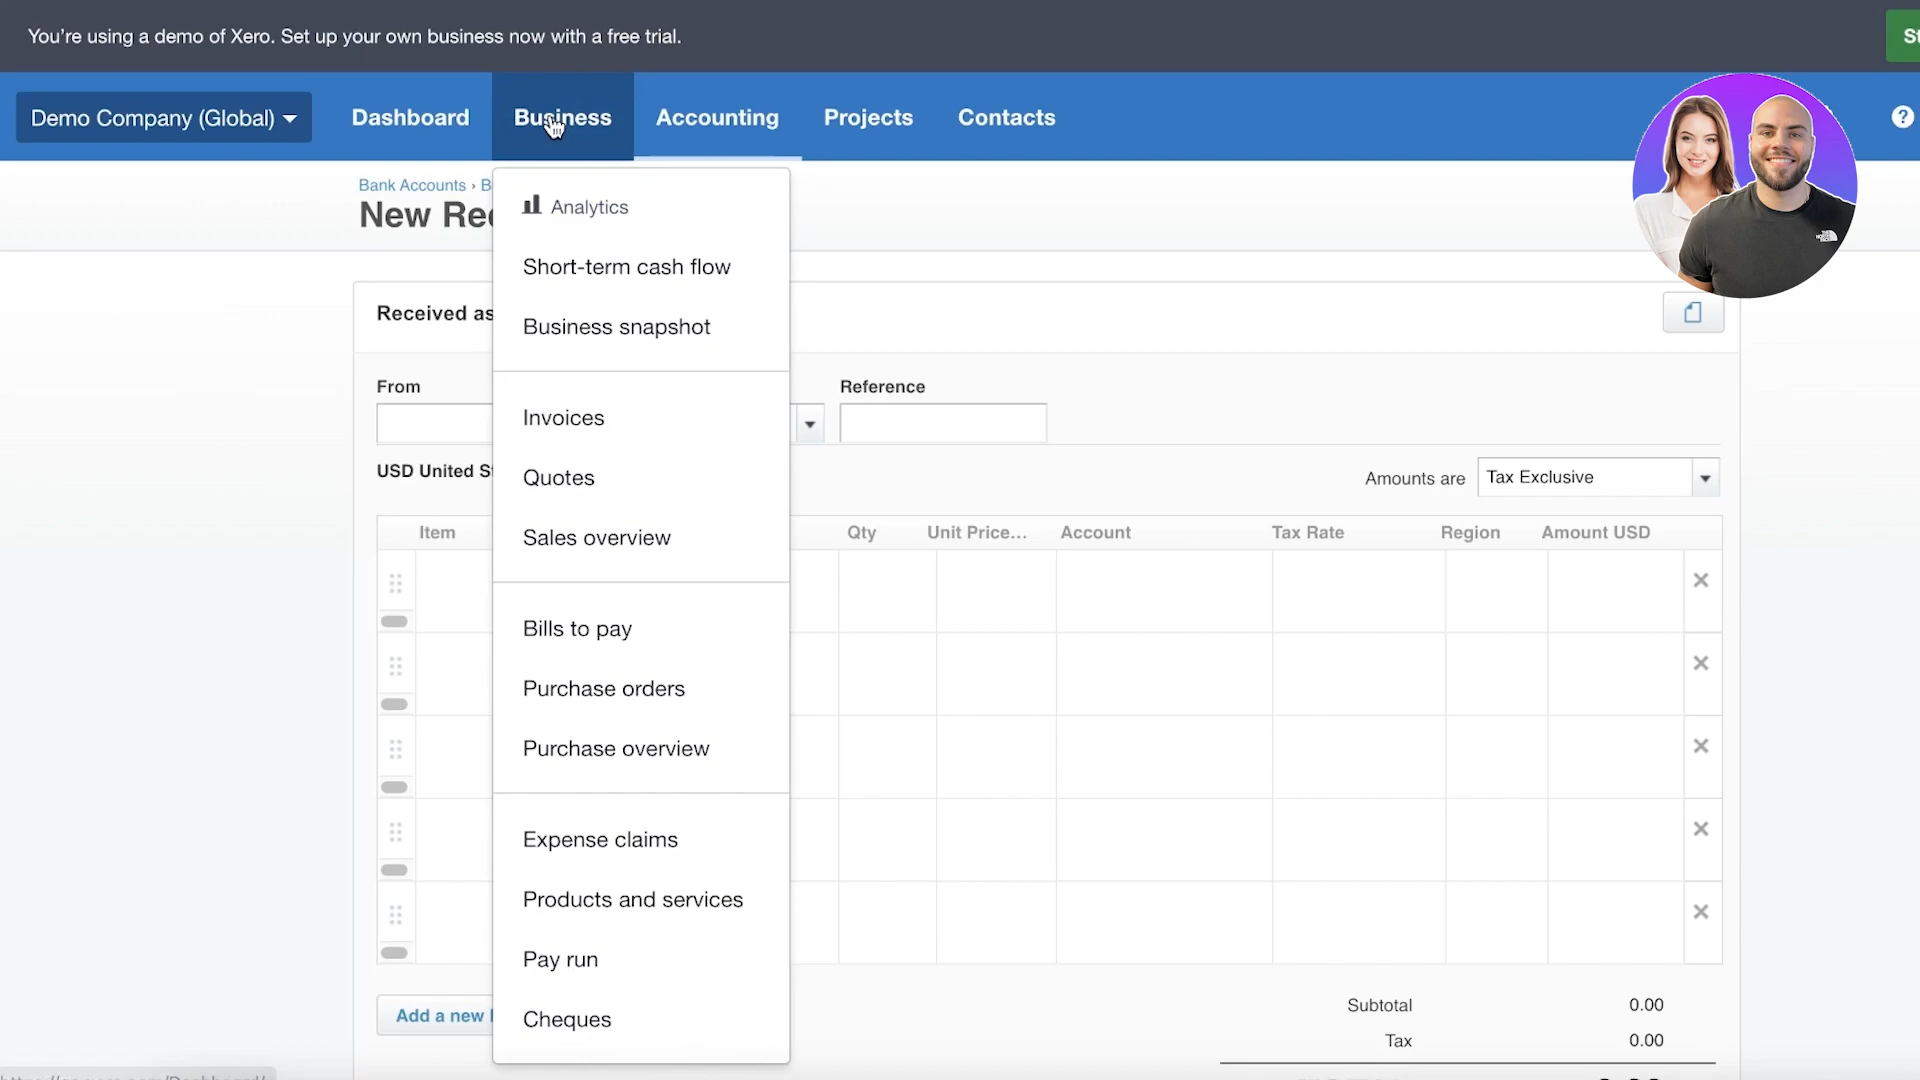 You're using a demo of Xero. Set up your own business now with a free trial.
St
Demo Company (Global)
Dashboard
Business
Accounting
Projects
Contacts
?
Bank Accounts › B
New Rec
Analytics
Short-term cash flow
Business snapshot
Invoices
Quotes
Sales overview
Bills to pay
Purchase orders
Purchase overview
Expense claims
Products and services
Pay run
Cheques
Received as
From
Reference
USD United St
Amounts are
Tax Exclusive
Item
Qty
Unit Price...
Account
Tax Rate
Region
Amount USD
Add a new l
Subtotal 0.00
Tax 0.00